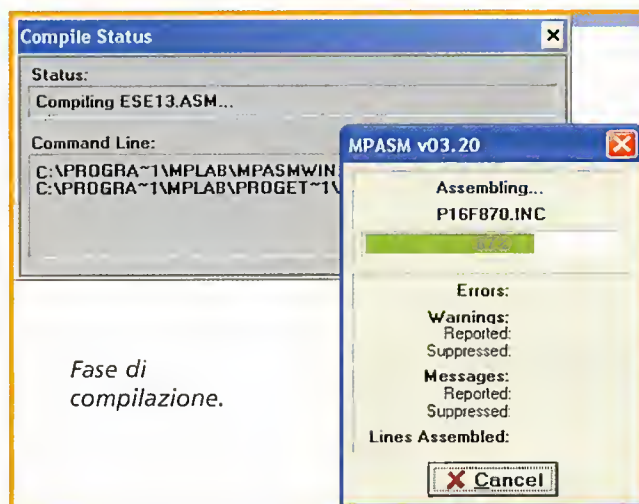 Compile Status
Status:
Compiling ESE13.ASM...
Command Line:
C:\PROGRA~1\MPLAB\MPASMWIN
C:\PROGRA~1\MPLAB\PROGET~1\
MPASM v03.20
Assembling...
P16F870.INC
Errors:
Warnings:
Reported:
Suppressed:
Messages:
Reported:
Suppressed:
Lines Assembled:
Cancel
Fase di
compilazione.